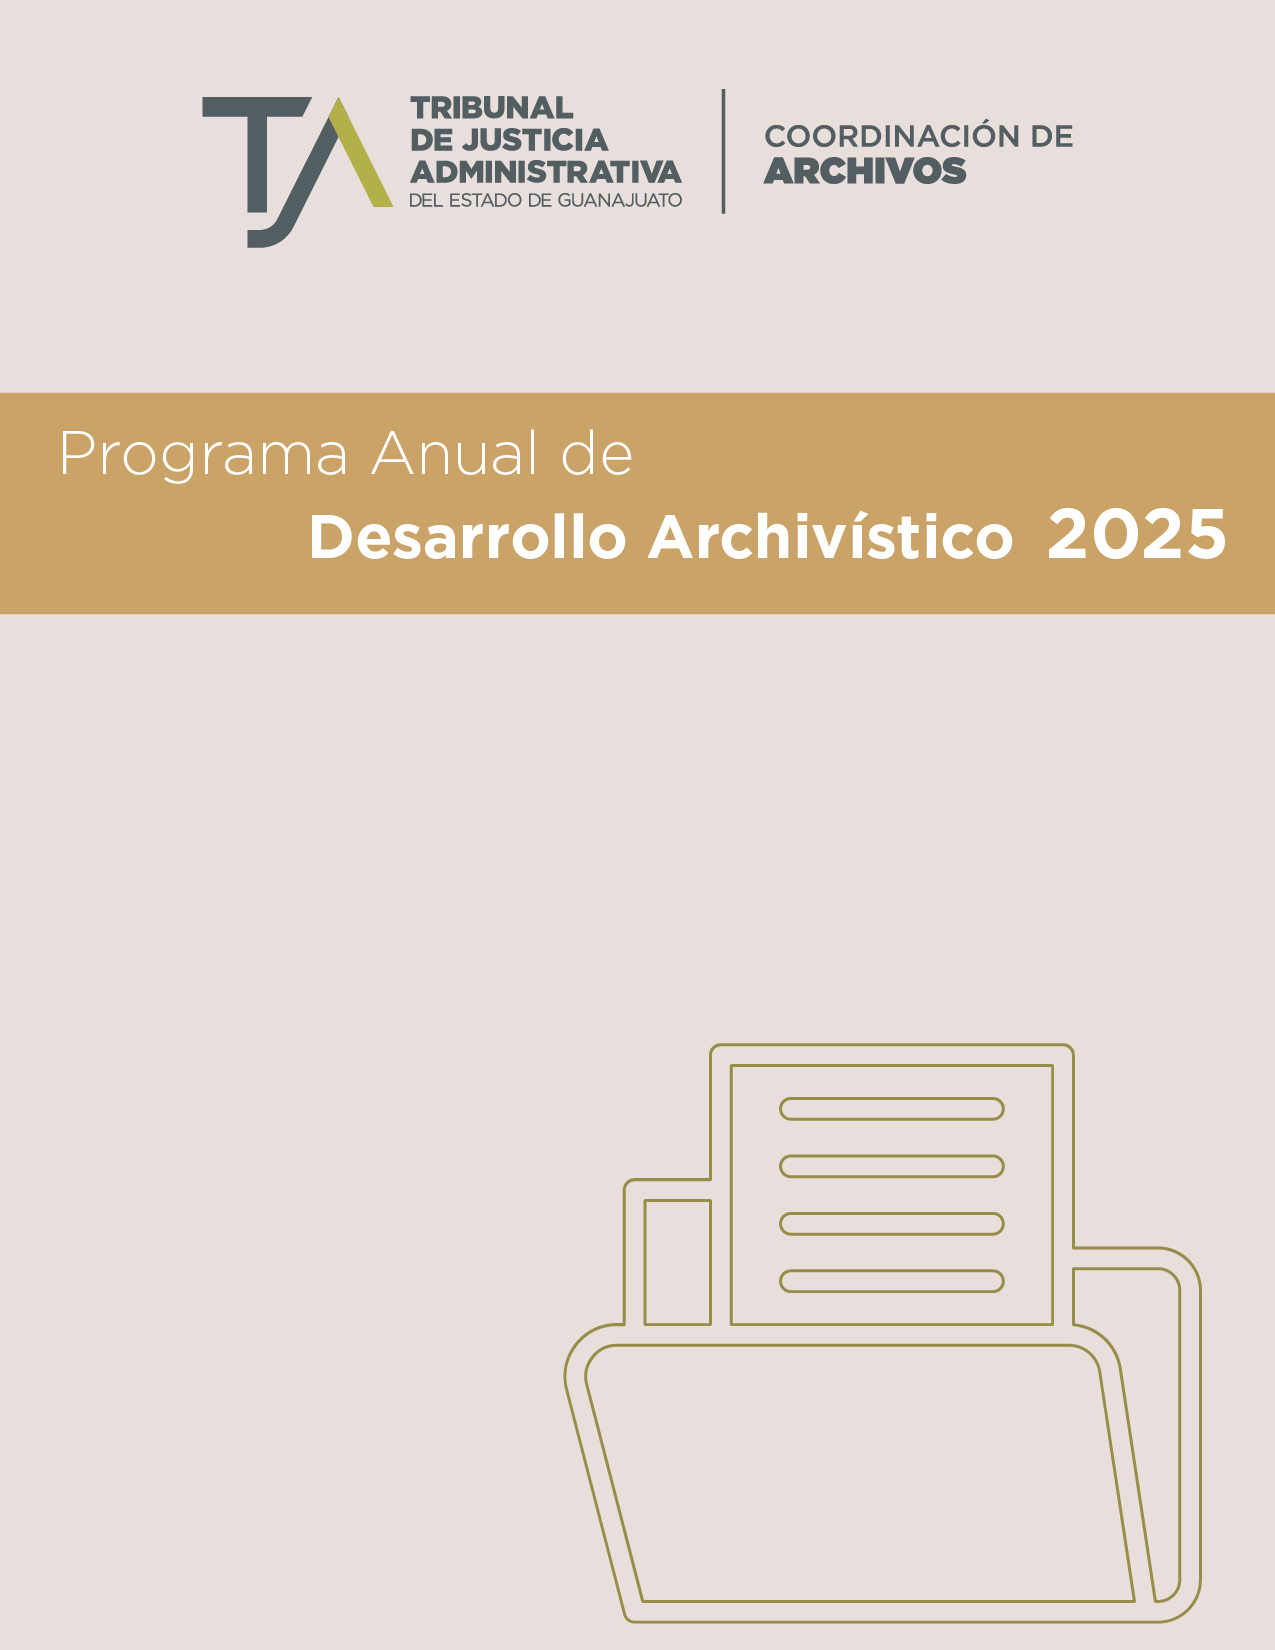 TRIBUNAL
DE JUSTICIA
ADMINISTRATIVA
DEL ESTADO DE GUANAJUATO
COORDINACIÓN DE
ARCHIVOS
Programa Anual de
Desarrollo Archivístico 2025